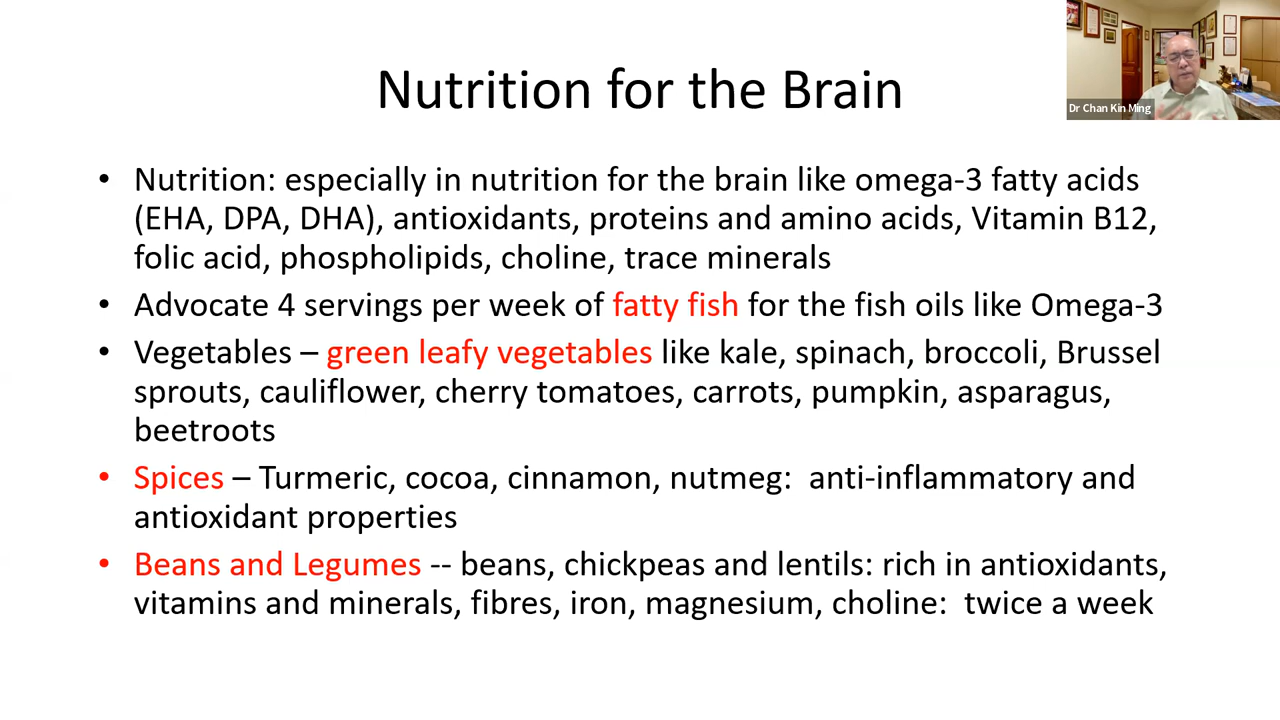 Dr Chan Kin Ming
Nutrition for the Brain
• Nutrition: especially in nutrition for the brain like omega-3 fatty acids
(EHA, DPA, DHA), antioxidants, proteins and amino acids, Vitamin B12,
folic acid, phospholipids, choline, trace minerals
• Advocate 4 servings per week of fatty fish for the fish oils like Omega-3
• Vegetables – green leafy vegetables like kale, spinach, broccoli, Brussel
sprouts, cauliflower, cherry tomatoes, carrots, pumpkin, asparagus,
beetroots
• Spices – Turmeric, cocoa, cinnamon, nutmeg:  anti-inflammatory and
antioxidant properties
• Beans and Legumes -- beans, chickpeas and lentils: rich in antioxidants,
vitamins and minerals, fibres, iron, magnesium, choline:  twice a week